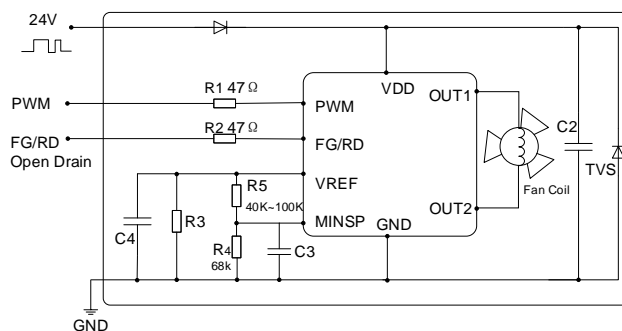 24V
R1 47Ω
PWM
R2 47Ω
FG/RD
Open Drain
VDD
PWM
FG/RD
VREF
MINSP
GND
OUT1
OUT2
Fan Coil
C2
TVS
R5
40K~100K
R3
R4
68k
C3
C4
GND